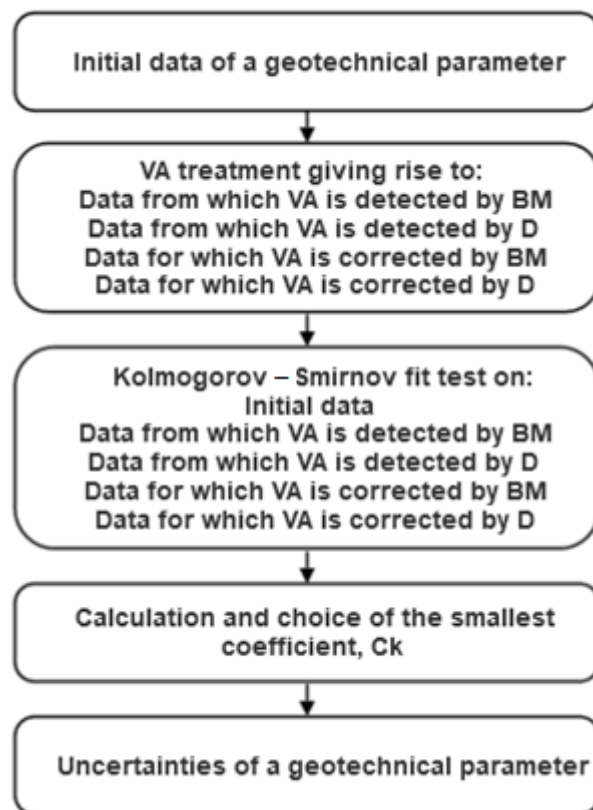 Initial data of a geotechnical parameter
VA treatment giving rise to:
Data from which VA is detected by BM
Data from which VA is detected by D
Data for which VA is corrected by BM
Data for which VA is corrected by D
Kolmogorov – Smirnov fit test on:
Initial data
Data from which VA is detected by BM
Data from which VA is detected by D
Data for which VA is corrected by BM
Data for which VA is corrected by D
Calculation and choice of the smallest
coefficient, Ck
Uncertainties of a geotechnical parameter